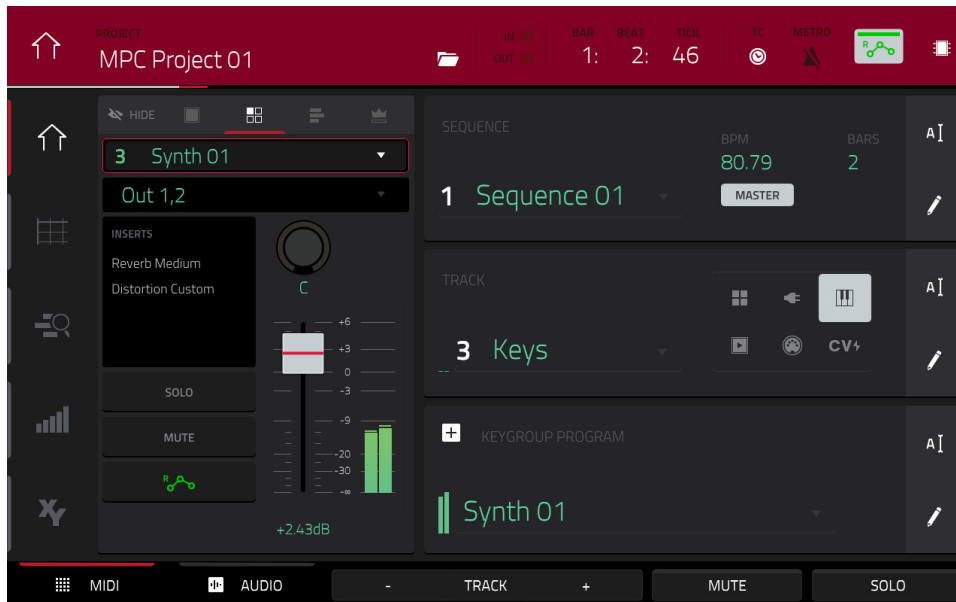 PROJECT
MPC Project 01
IN
OUT
BAR BEAT TICK
1: 2: 46
TC METRO
R
HIDE
3 Synth 01
Out 1,2
INSERTS
Reverb Medium
Distortion Custom
C
+6
+3
0
-3
-9
-20
-30
-∞
+2.43dB
SOLO
MUTE
R
SEQUENCE
BPM BARS
80.79 2
1 Sequence 01
MASTER
A
TRACK
A
3 Keys
CV
KEYGROUP PROGRAM
A
Synth 01
XY
MIDI AUDIO - TRACK + MUTE SOLO